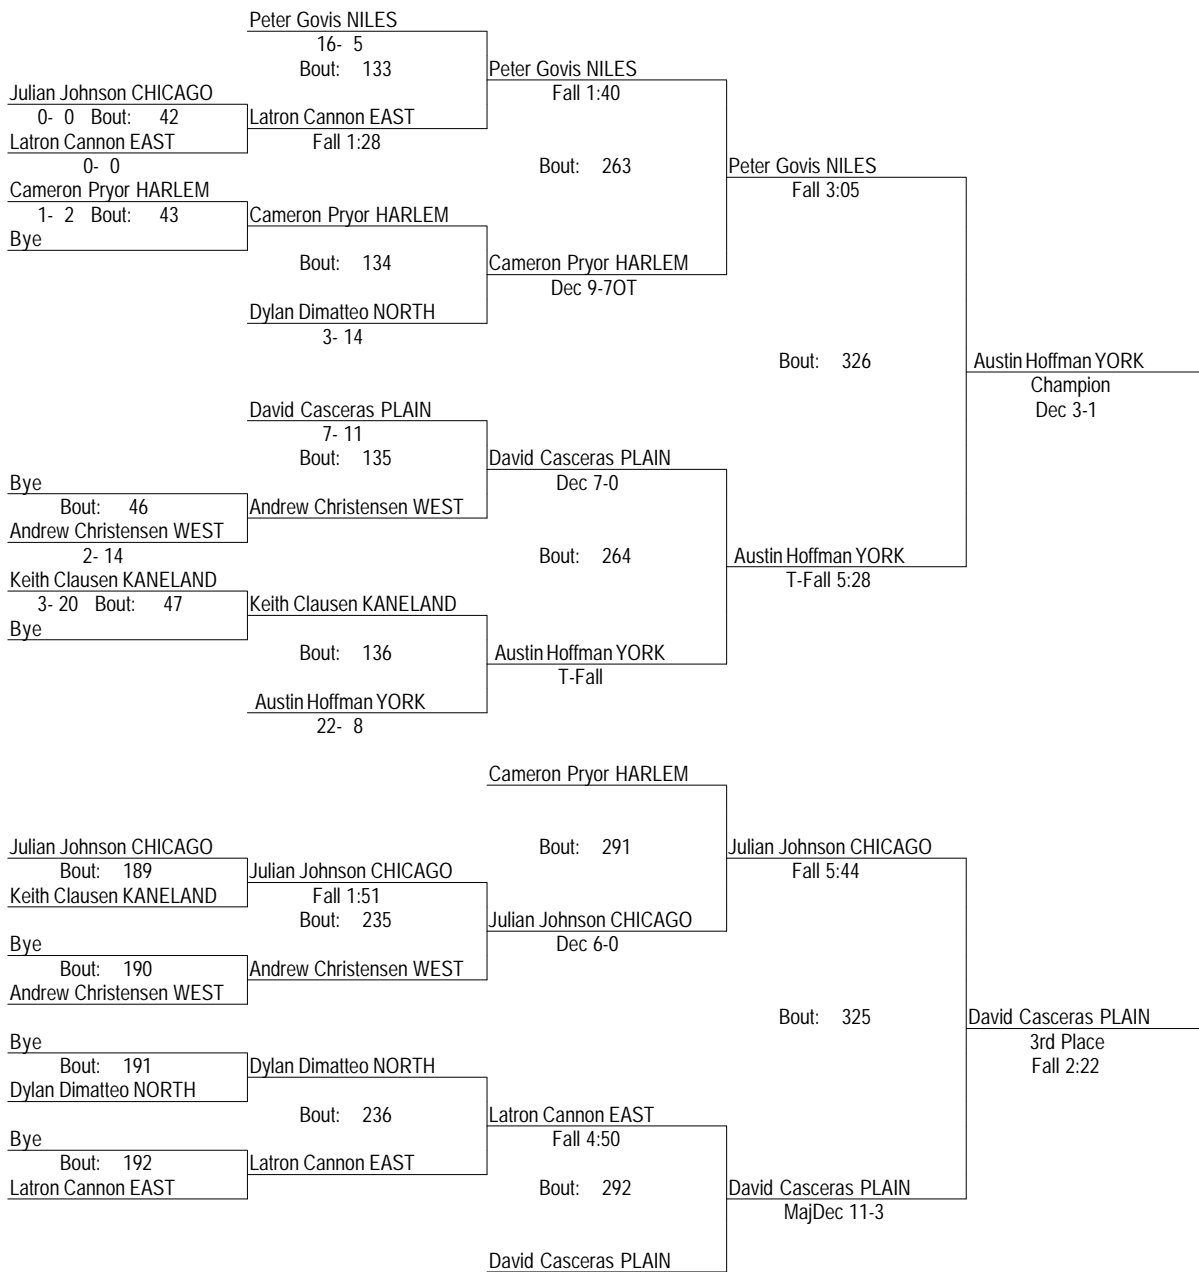 Peter Govis NILES
16- 5
Bout: 133
Peter Govis NILES
Fall 1:40
Julian Johnson CHICAGO
0- 0 Bout: 42
Latron Cannon EAST
Fall 1:28
Latron Cannon EAST
0- 0
Bout: 263
Peter Govis NILES
Fall 3:05
Cameron Pryor HARLEM
1- 2 Bout: 43
Cameron Pryor HARLEM
Bye
Bout: 134
Cameron Pryor HARLEM
Dec 9-7OT
Dylan Dimatteo NORTH
3- 14
Bout: 326
Austin Hoffman YORK
Champion
Dec 3-1
David Casceras PLAIN
7- 11
Bout: 135
David Casceras PLAIN
Dec 7-0
Bye
Bout: 46
Andrew Christensen WEST
Andrew Christensen WEST
2- 14
Bout: 264
Austin Hoffman YORK
T-Fall 5:28
Keith Clausen KANELAND
3- 20 Bout: 47
Keith Clausen KANELAND
Bye
Bout: 136
Austin Hoffman YORK
T-Fall
Austin Hoffman YORK
22- 8
Cameron Pryor HARLEM
Julian Johnson CHICAGO
Bout: 189
Keith Clausen KANELAND
Julian Johnson CHICAGO
Fall 1:51
Bout: 235
Bout: 291
Julian Johnson CHICAGO
Fall 5:44
Julian Johnson CHICAGO
Dec 6-0
Bye
Bout: 190
Andrew Christensen WEST
Andrew Christensen WEST
Bout: 325
David Casceras PLAIN
3rd Place
Fall 2:22
Bye
Bout: 191
Dylan Dimatteo NORTH
Dylan Dimatteo NORTH
Bout: 236
Latron Cannon EAST
Fall 4:50
Bye
Bout: 192
Latron Cannon EAST
Latron Cannon EAST
Bout: 292
David Casceras PLAIN
MajDec 11-3
David Casceras PLAIN